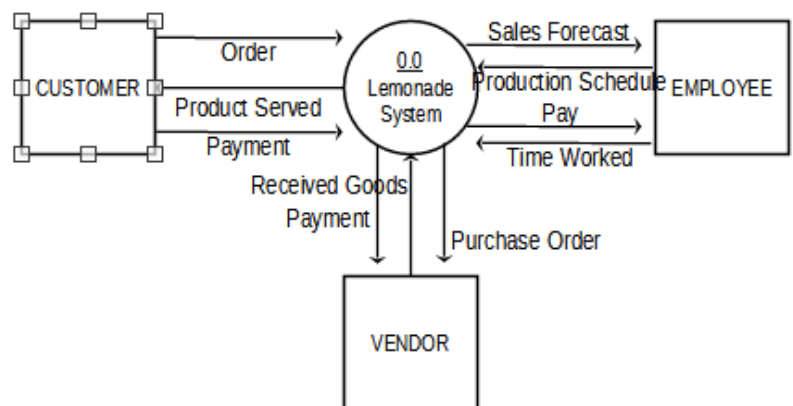 CUSTOMER
Order
Product Served
Payment
0.0
Lemonade
System
Sales Forecast
Production Schedule
Pay
Time Worked
EMPLOYEE
Received Goods
Payment
Purchase Order
VENDOR